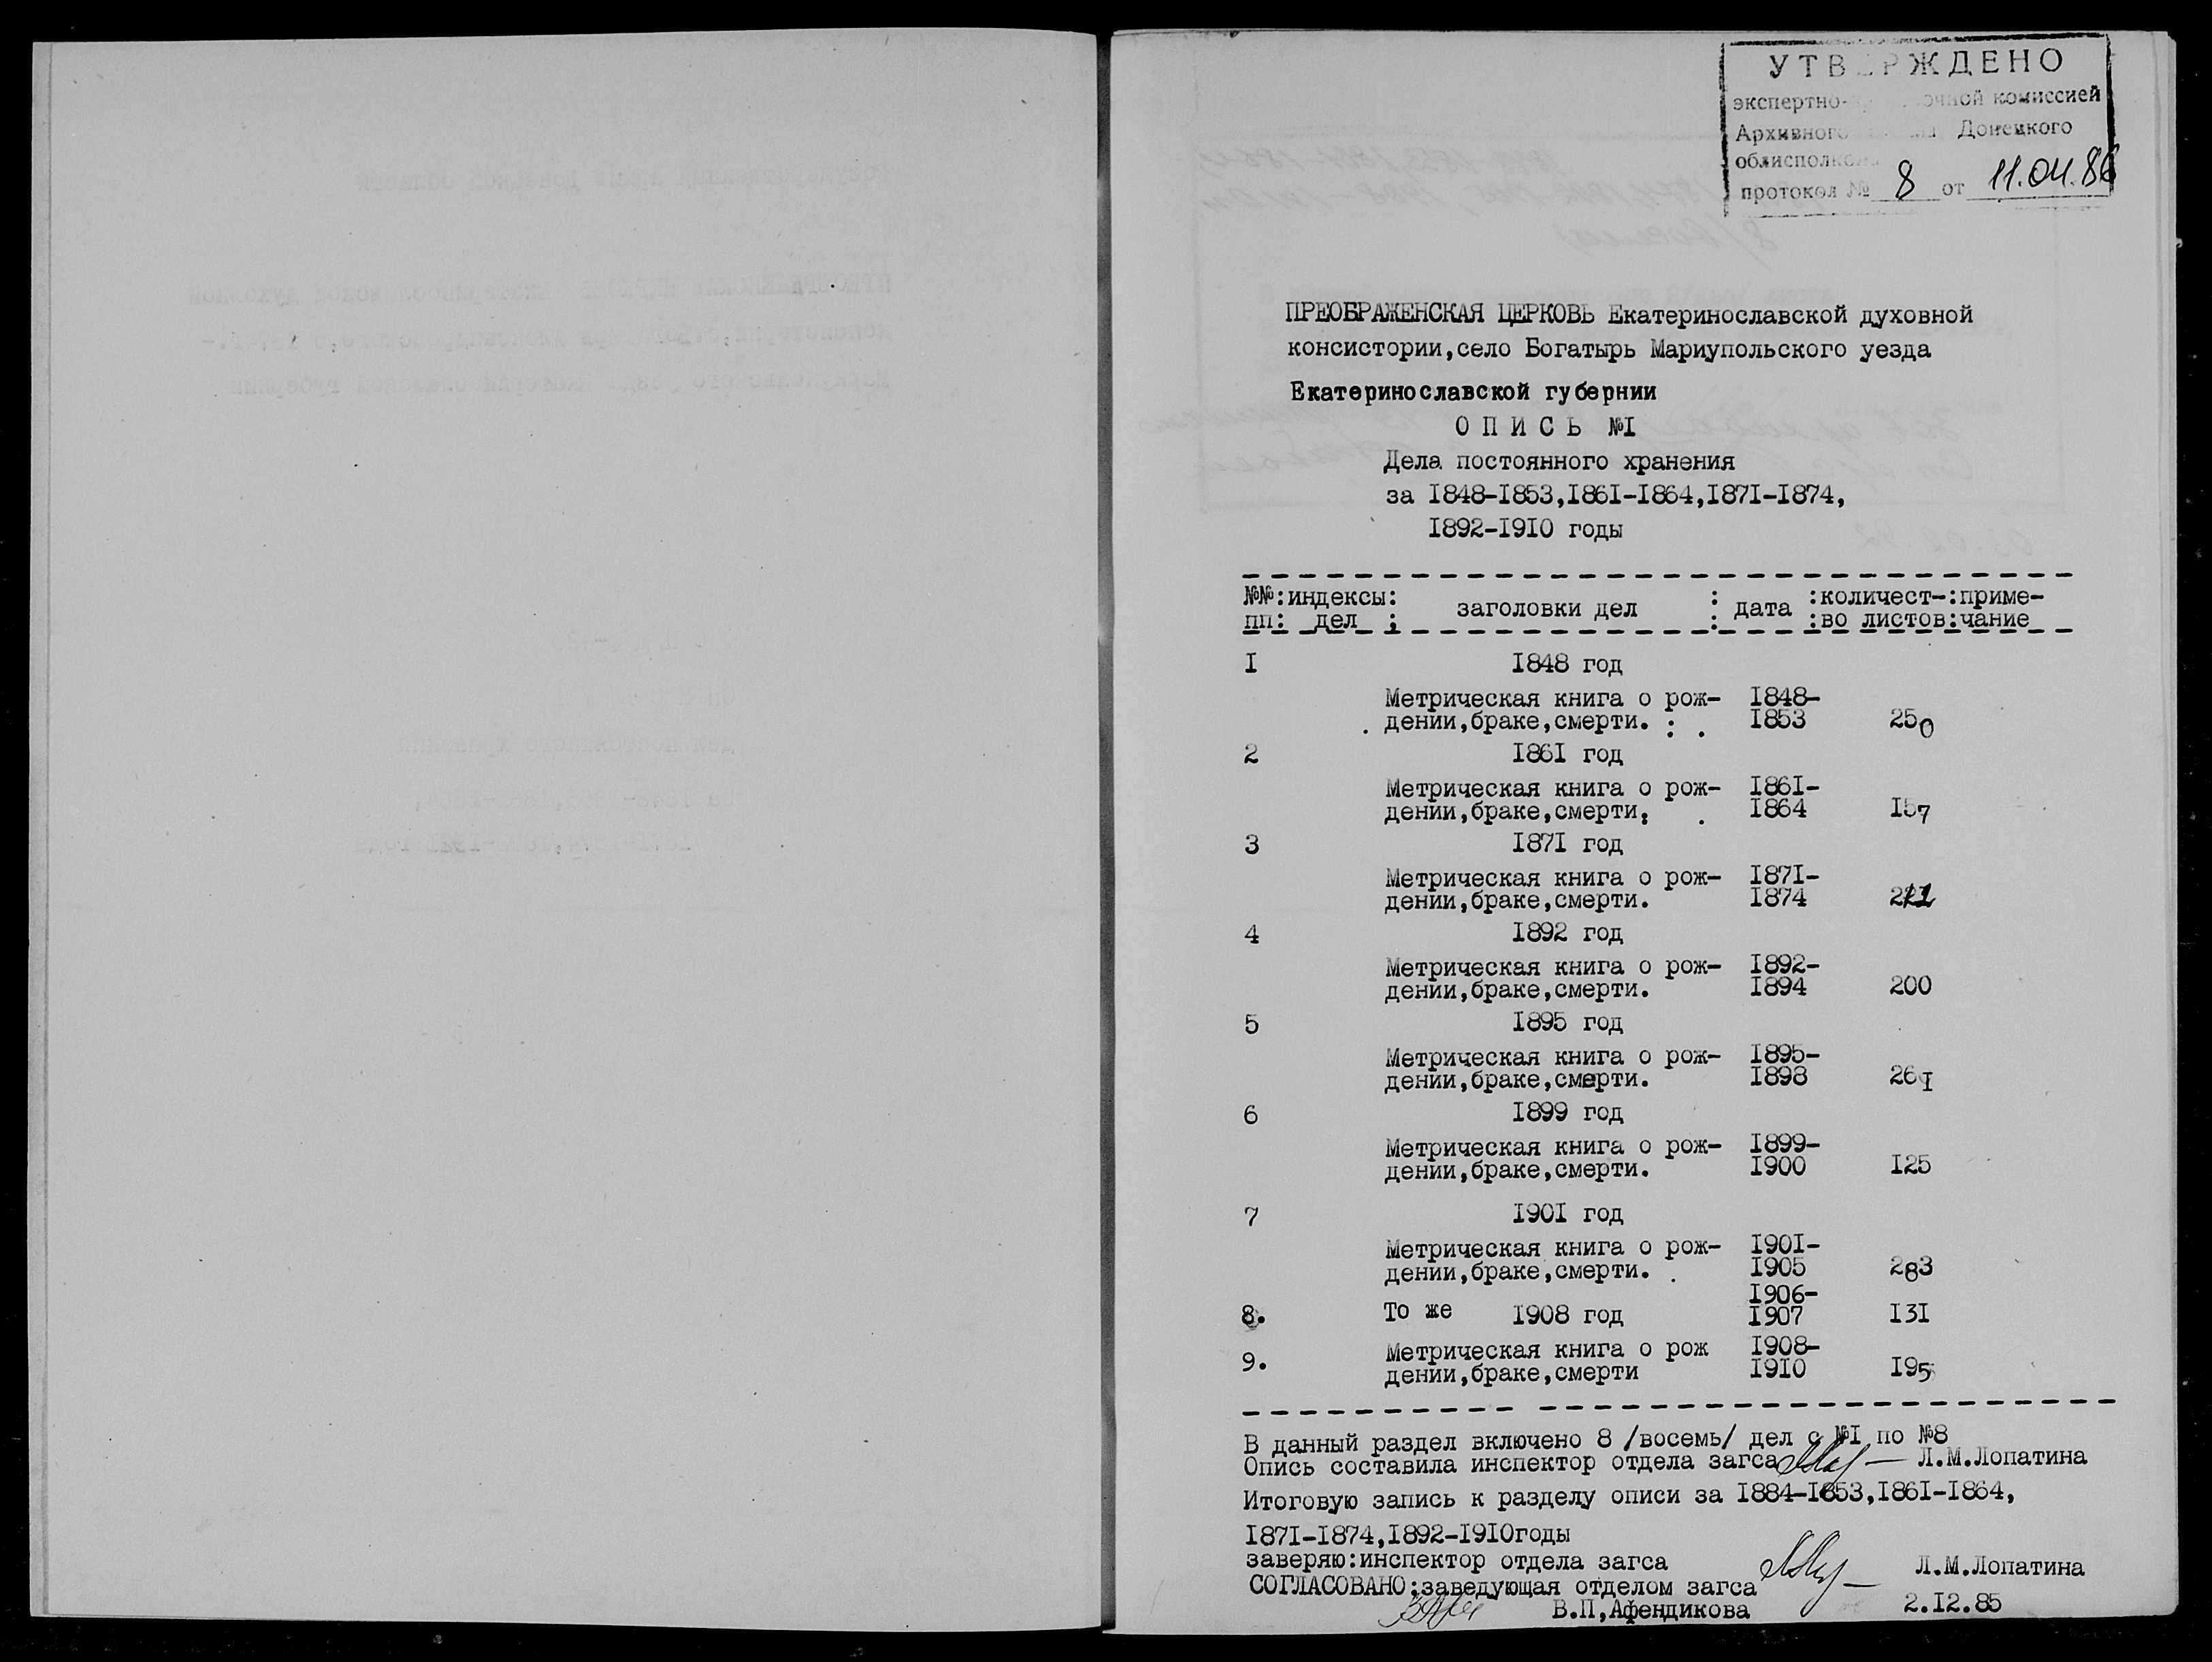 УТВЕРЖДЕНО
экспертно- комиссией
Архивного Донецкого
облисполкома
протокол № 8 от 11.04.86
ПРЕОБРАЖЕНСКАЯ ЦЕРКОВЬ Екатеринославской духовной
консистории,село Богатырь Мариупольского уезда
Екатеринославской губернии
ОПИСЬ №I
Дела постоянного хранения
за I848-I853,I86I-I864,I87I-I874,
I892-I9I0 годы
№№:индексы: заголовки дел : дата :количест-:приме-
пп: дел : : :во листов:чание
I I848 год
Метрическая книга о рож- I848-
дении,браке,смерти. I853 250
2 I86I год
Метрическая книга о рож- I86I-
дении,браке,смерти. I864 I57
3 I87I год
Метрическая книга о рож- I87I-
дении,браке,смерти. I874
4 I892 год
Метрическая книга о рож- I892-
дении,браке,смерти. I894 200
5 I895 год
Метрическая книга о рож- I895-
дении,браке,смерти. I898 26I
6 I899 год
Метрическая книга о рож- I899-
дении,браке,смерти. I900 I25
7 I90I год
Метрическая книга о рож- I90I-
дении,браке,смерти. I905 283
I906-
8. То же I908 год I907 I3I
9. Метрическая книга о рож I908-
дении,браке,смерти I9I0 I95
В данный раздел включено 8 /восемь/ дел с №I по №8
Опись составила инспектор отдела загса Л.М.Лопатина
Итоговую запись к разделу описи за I884-I853,I86I-I864,
I87I-I874,I892-I9I0годы
заверяю:инспектор отдела загса Л.М.Лопатина
СОГЛАСОВАНО:заведующая отделом загса
В.П,Афендикова 2.I2.85